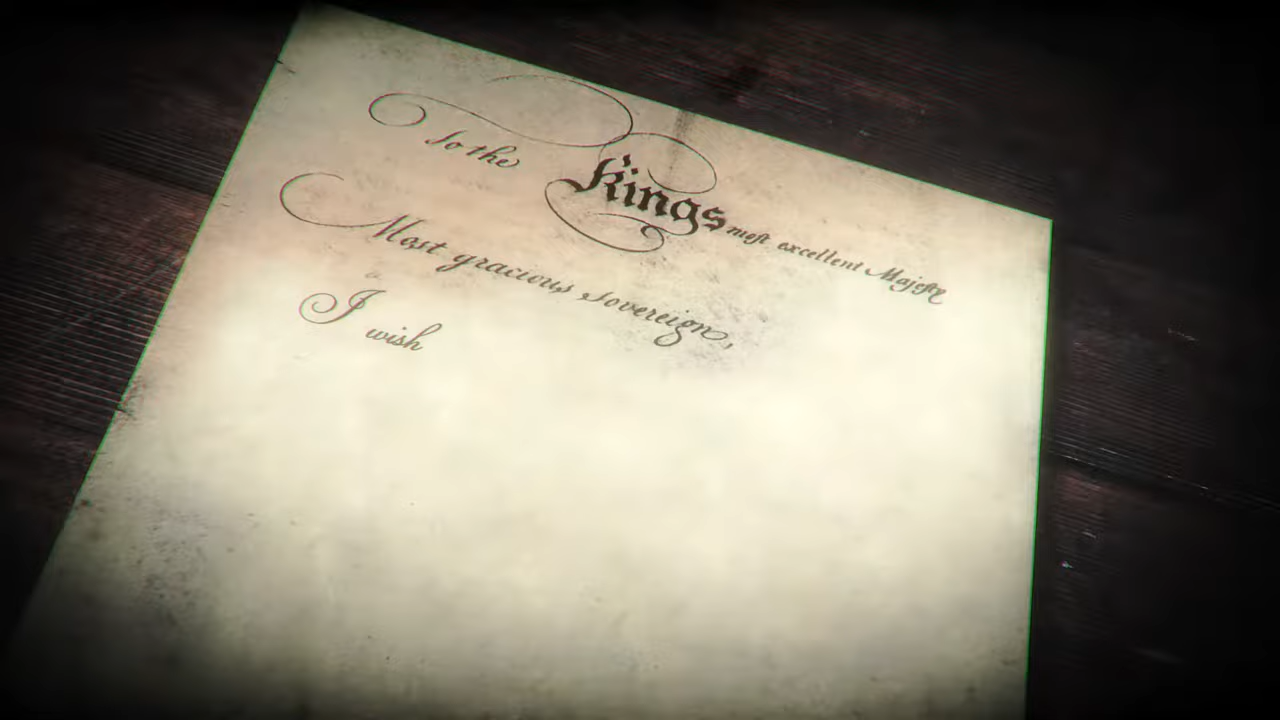 To the Kings most excellent Majesty
Most gracious Sovereign,
I wish